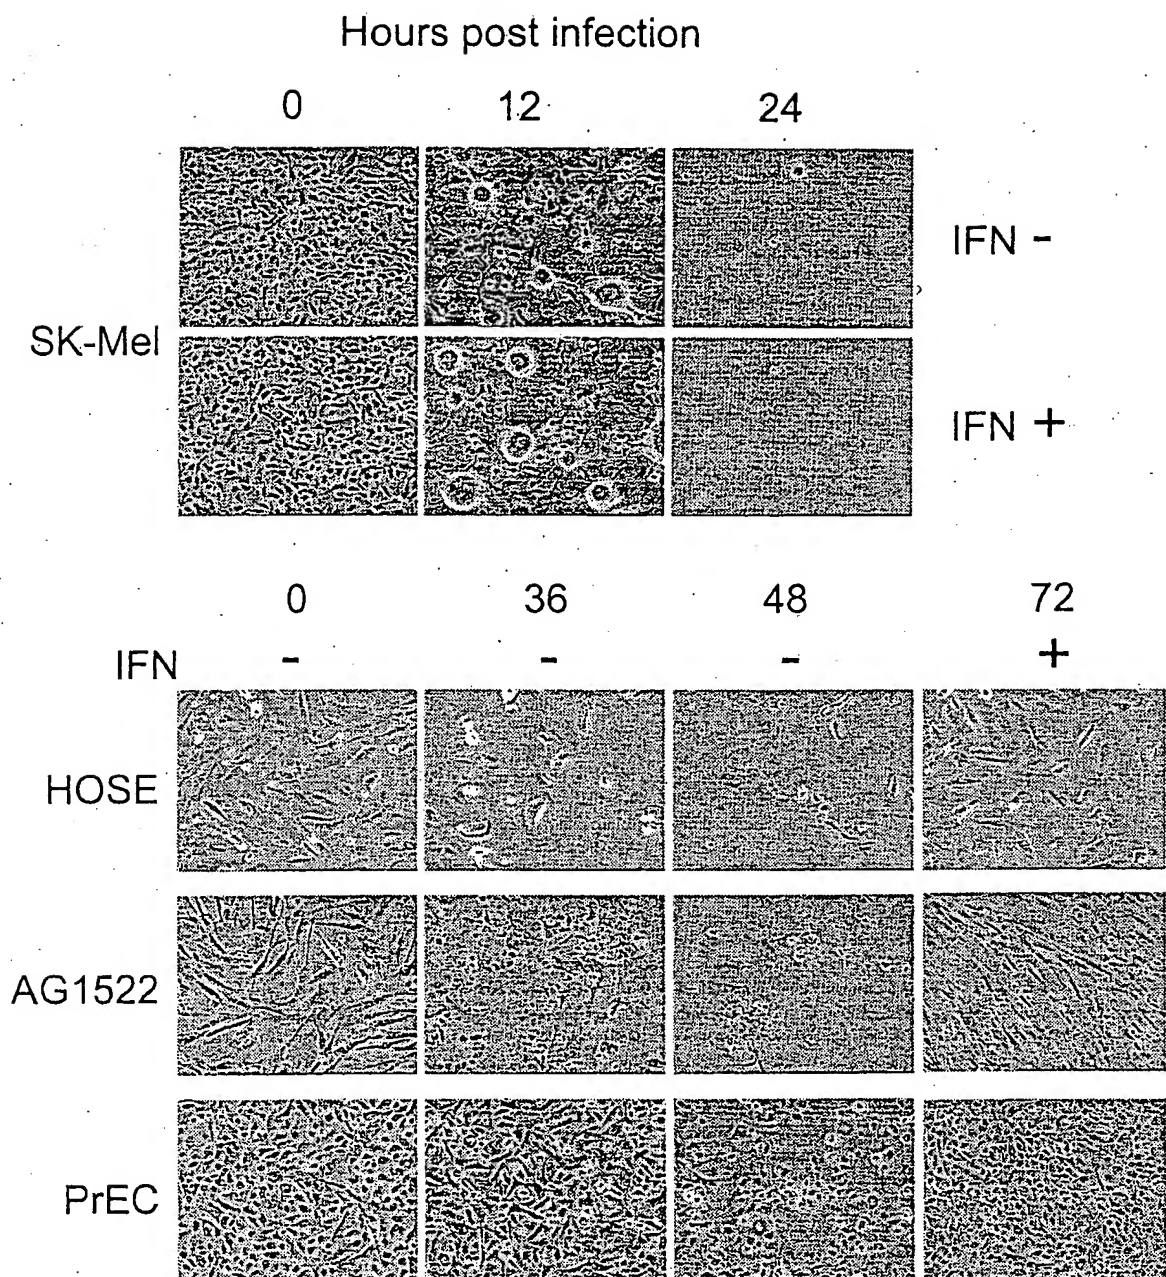 Hours post infection
0 12 24
IFN -
SK-Mel
IFN +
0 36 48 72
IFN - - - +
HOSE
AG1522
PrEC